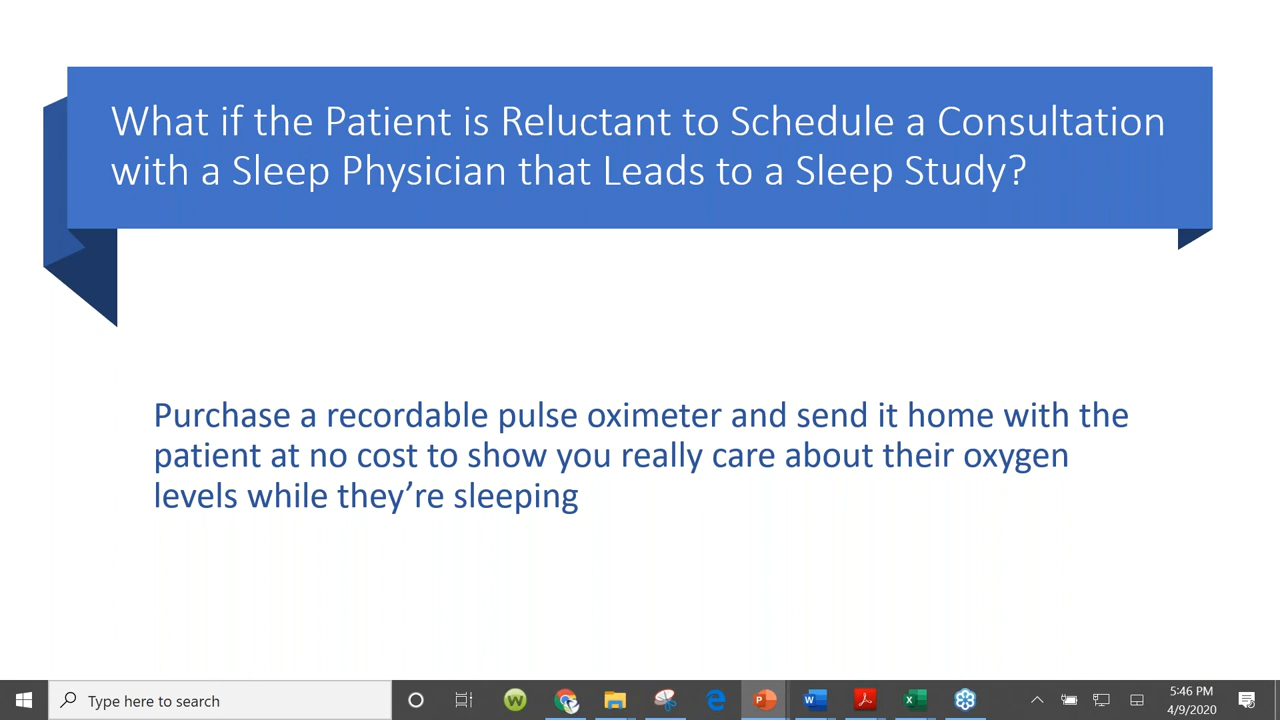 What if the Patient is Reluctant to Schedule a Consultation
with a Sleep Physician that Leads to a Sleep Study?
Purchase a recordable pulse oximeter and send it home with the
patient at no cost to show you really care about their oxygen
levels while they’re sleeping
Type here to search
5:46 PM
4/9/2020